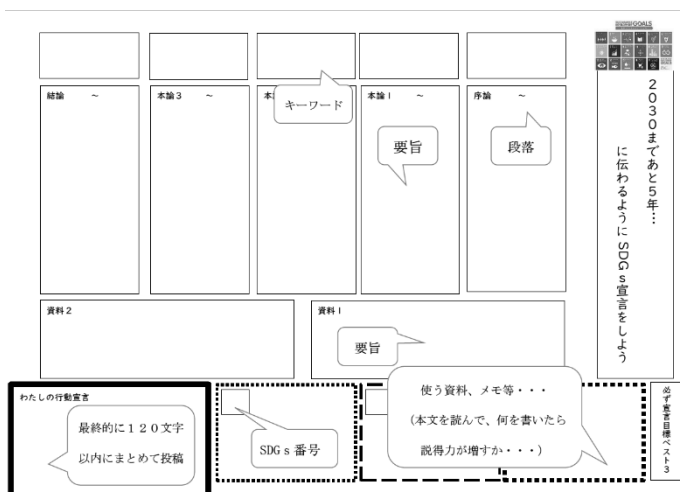 GOALS
2030まであと5年…
に伝わるようにSDGs宣言をしよう
序論 ~
段落
本論1 ~
要旨
本
キーワード
本論3 ~
結論 ~
資料1
要旨
資料2
必ず宣言目標ベスト3
使う資料、メモ等・・・
(本文を読んで、何を書いたら
説得力が増すか・・・)
SDGs番号
わたしの行動宣言
最終的に120文字
以内にまとめて投稿